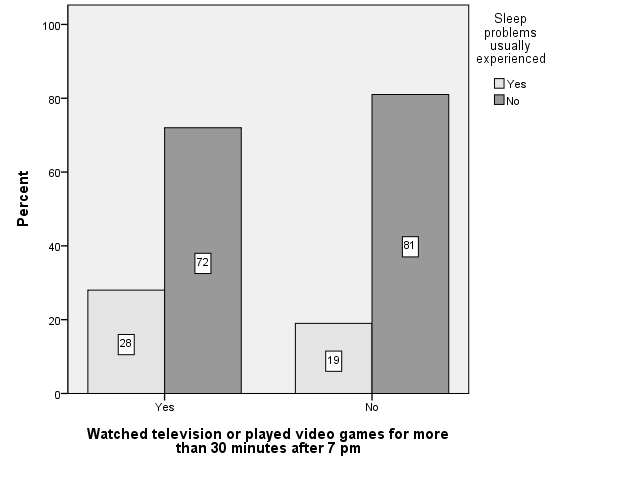 Sleep
problems
usually
experienced
Yes
No
100
80
60
40
20
0
Percent
28
72
19
81
Yes
No
Watched television or played video games for more
than 30 minutes after 7 pm